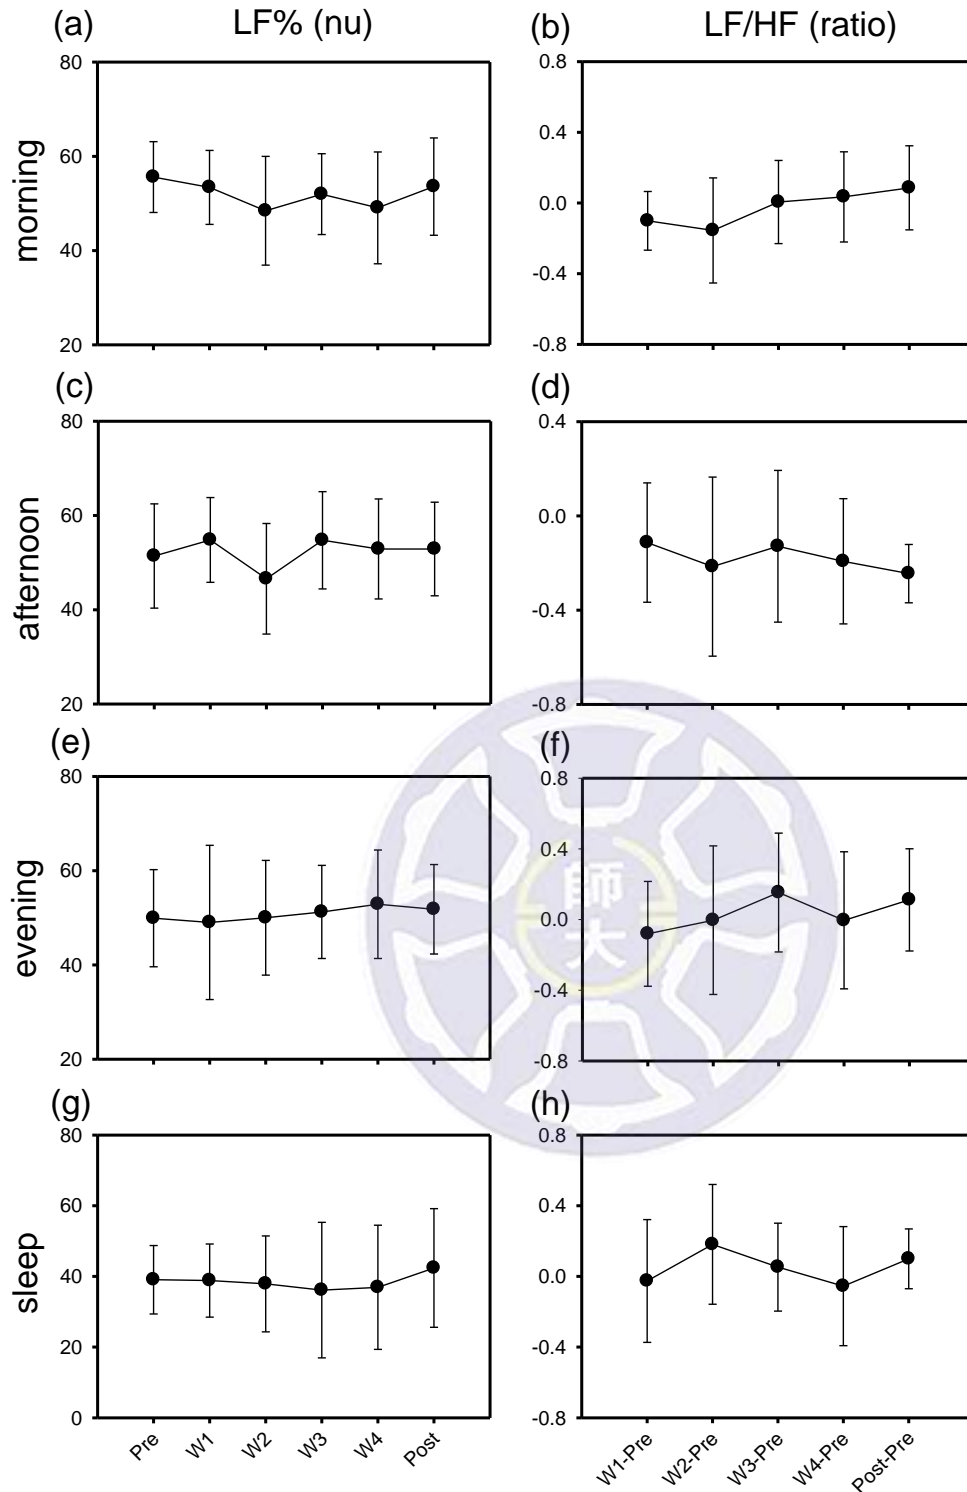 (a) LF% (nu) (b) LF/HF (ratio)
80 0.8
60 0.4
morning 0.0
40 -0.4
20 -0.8
(c) (d)
80 0.4
60 0.0
afternoon
40 -0.4
20 -0.8
(e) (f)
80 0.8
60 0.4
evening 師 0.0
大
40 -0.4
20 -0.8
(g) (h)
80 0.8
60 0.4
sleep 40 0.0
20 -0.4
0 -0.8
Pre W1 W2 W3 W4 Post W1-Pre W2-Pre W3-Pre W4-Pre Post-Pre